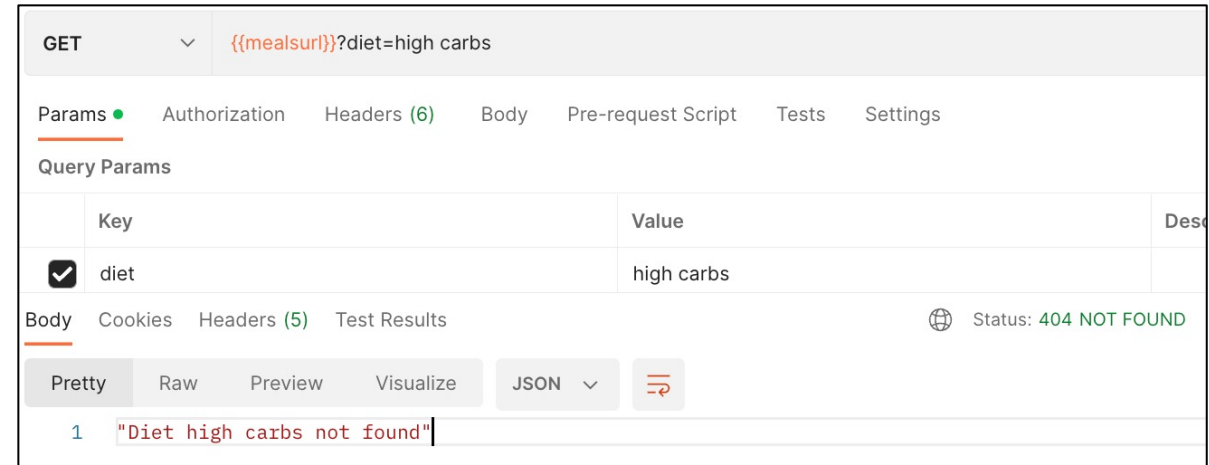 GET {{mealsurl}}?diet=high carbs
Params Authorization Headers (6) Body Pre-request Script Tests Settings
Query Params
Key Value Desc
diet high carbs
Body Cookies Headers (5) Test Results Status: 404 NOT FOUND
Pretty Raw Preview Visualize JSON
1 "Diet high carbs not found"